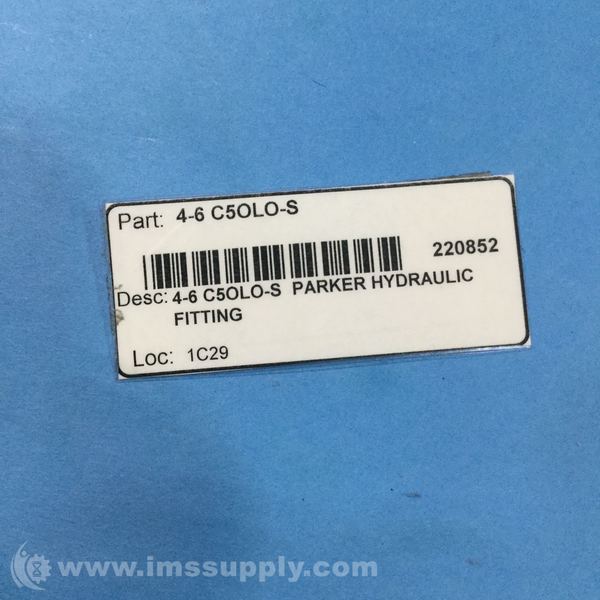 Part: 4-6 C5OLO-S
220852
Desc: 4-6 C5OLO-S PARKER HYDRAULIC
FITTING
Loc: 1C29
www.imssupply.com